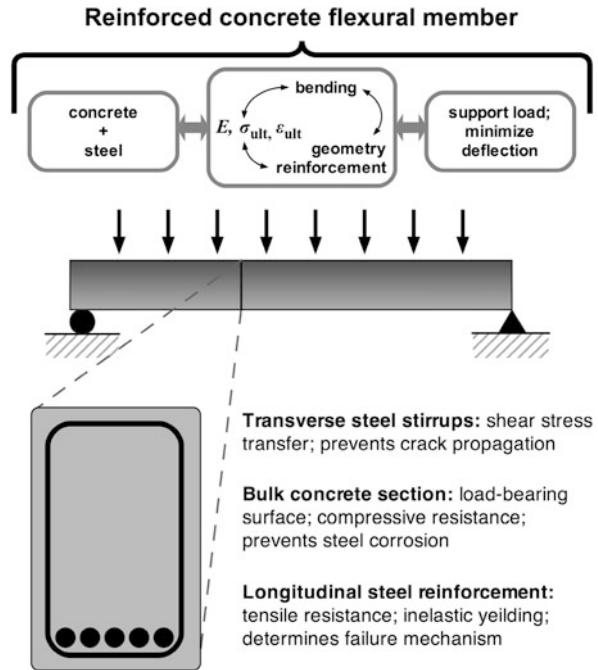 Reinforced concrete flexural member
concrete
+
steel
bending
E, σult, εult
geometry
reinforcement
support load;
minimize
deflection
Transverse steel stirrups: shear stress
transfer; prevents crack propagation
Bulk concrete section: load-bearing
surface; compressive resistance;
prevents steel corrosion
Longitudinal steel reinforcement:
tensile resistance; inelastic yeilding;
determines failure mechanism